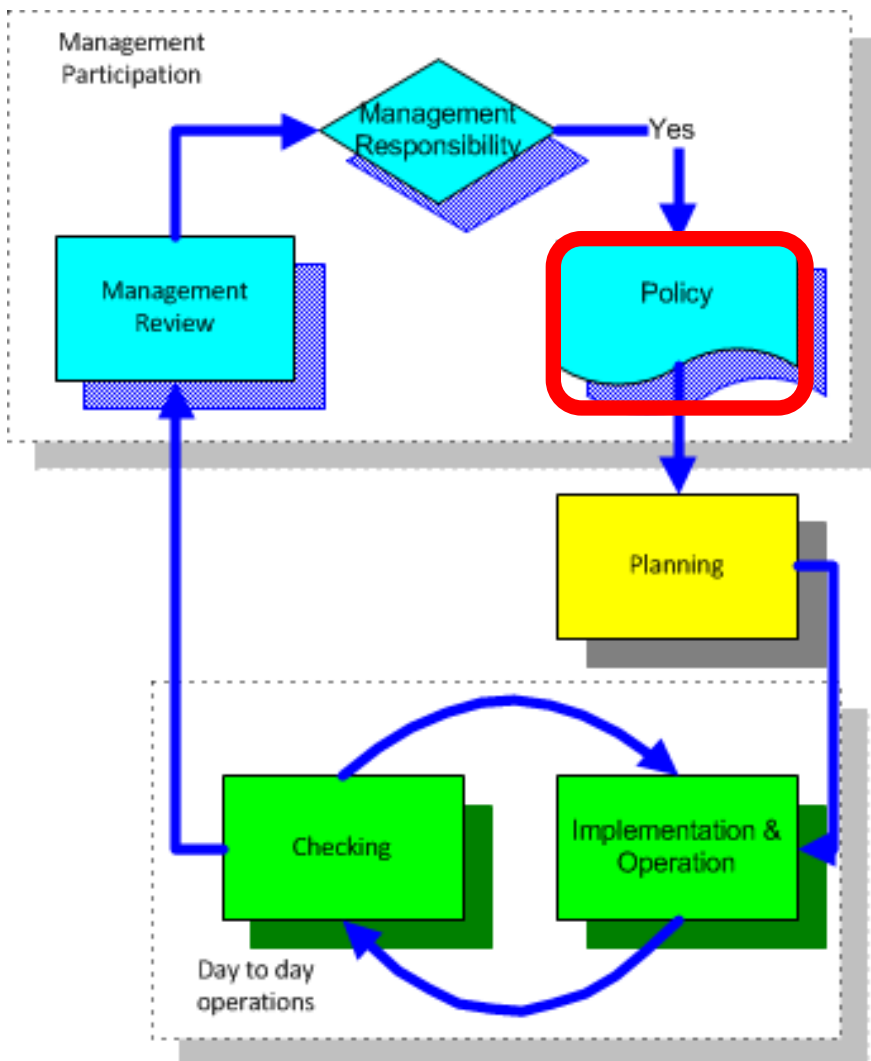 Management
Participation
Management
Responsibility
Yes
Management
Review
Policy
Planning
Checking
Implementation &
Operation
Day to day
operations